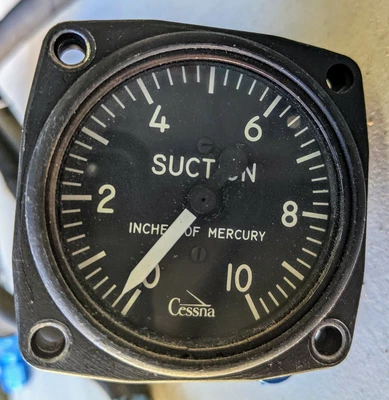 4 6
SUCTION
2 8
INCHES OF MERCURY
0 10
Cessna